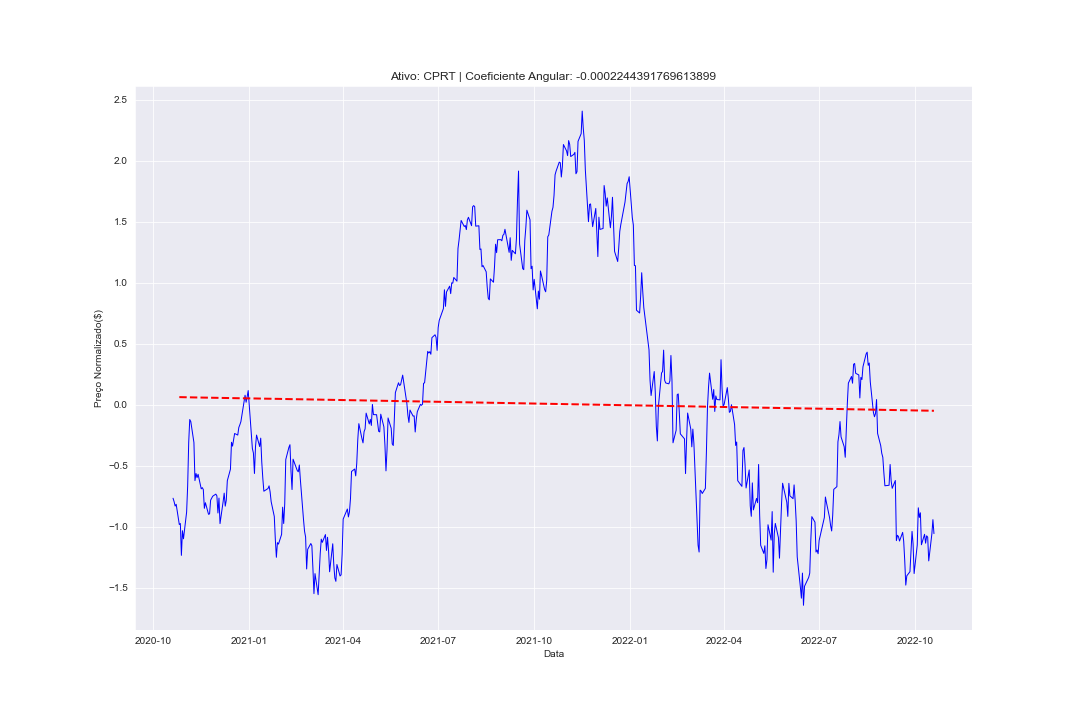 Ativo: CPRT | Coeficiente Angular: -0.0002244391769613899
2.5
2.0
1.5
1.0
0.5
0.0
−0.5
−1.0
−1.5
Preço Normalizado($)
2020-10 2021-01 2021-04 2021-07 2021-10 2022-01 2022-04 2022-07 2022-10
Data